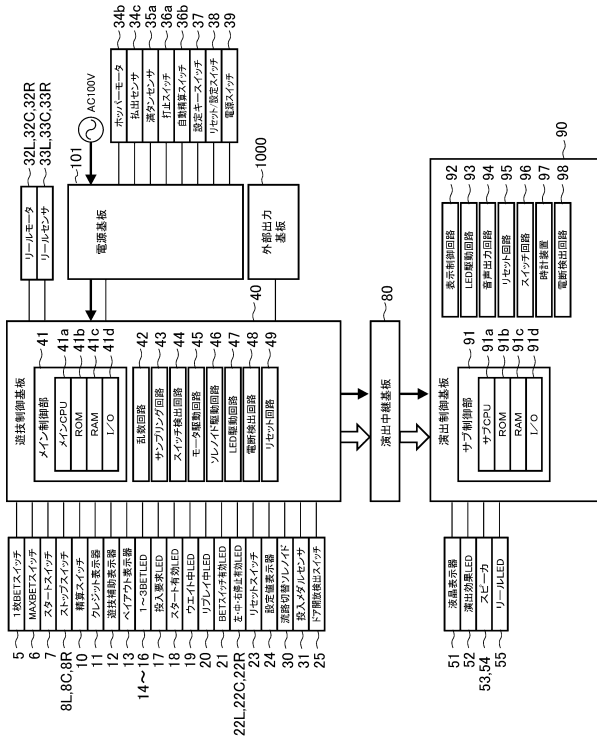 5 1枚BETスイッチ
6 MAXBETスイッチ
7 スタートスイッチ
8L,8C,8R ストップスイッチ
10 精算スイッチ
11 クレジット表示器
12 遊技補助表示器
13 ペイアウト表示器
14〜16 1〜3BETLED
17 投入要求LED
18 スタート有効LED
19 ウエイト中LED
20 リプレイ中LED
21 BETスイッチ有効LED
22L,22C,22R 左・中・右停止有効LED
23 リセットスイッチ
24 設定値表示器
30 流路切替ソレノイド
31 投入メダルセンサ
25 ドア開放検出スイッチ
遊技制御基板 40
メイン制御部 41
メインCPU 41a
ROM 41b
RAM 41c
I/O 41d
乱数回路 42
サンプリング回路 43
スイッチ検出回路 44
モータ駆動回路 45
ソレノイド駆動回路 46
LED駆動回路 47
電断検出回路 48
リセット回路 49
リールモータ 32L,32C,32R
リールセンサ 33L,33C,33R
AC100V
電源基板 101
外部出力
基板 1000
ホッパーモータ 34b
払出センサ 34c
満タンセンサ 35a
打止スイッチ 36a
自動精算スイッチ 36b
設定キースイッチ 37
リセット/設定スイッチ 38
電源スイッチ 39
演出中継基板 80
51 液晶表示器
52 演出効果LED
53,54 スピーカ
55 リールLED
演出制御基板 90
サブ制御部 91
サブCPU 91a
ROM 91b
RAM 91c
I/O 91d
表示制御回路 92
LED駆動回路 93
音声出力回路 94
リセット回路 95
スイッチ回路 96
時計装置 97
電断検出回路 98